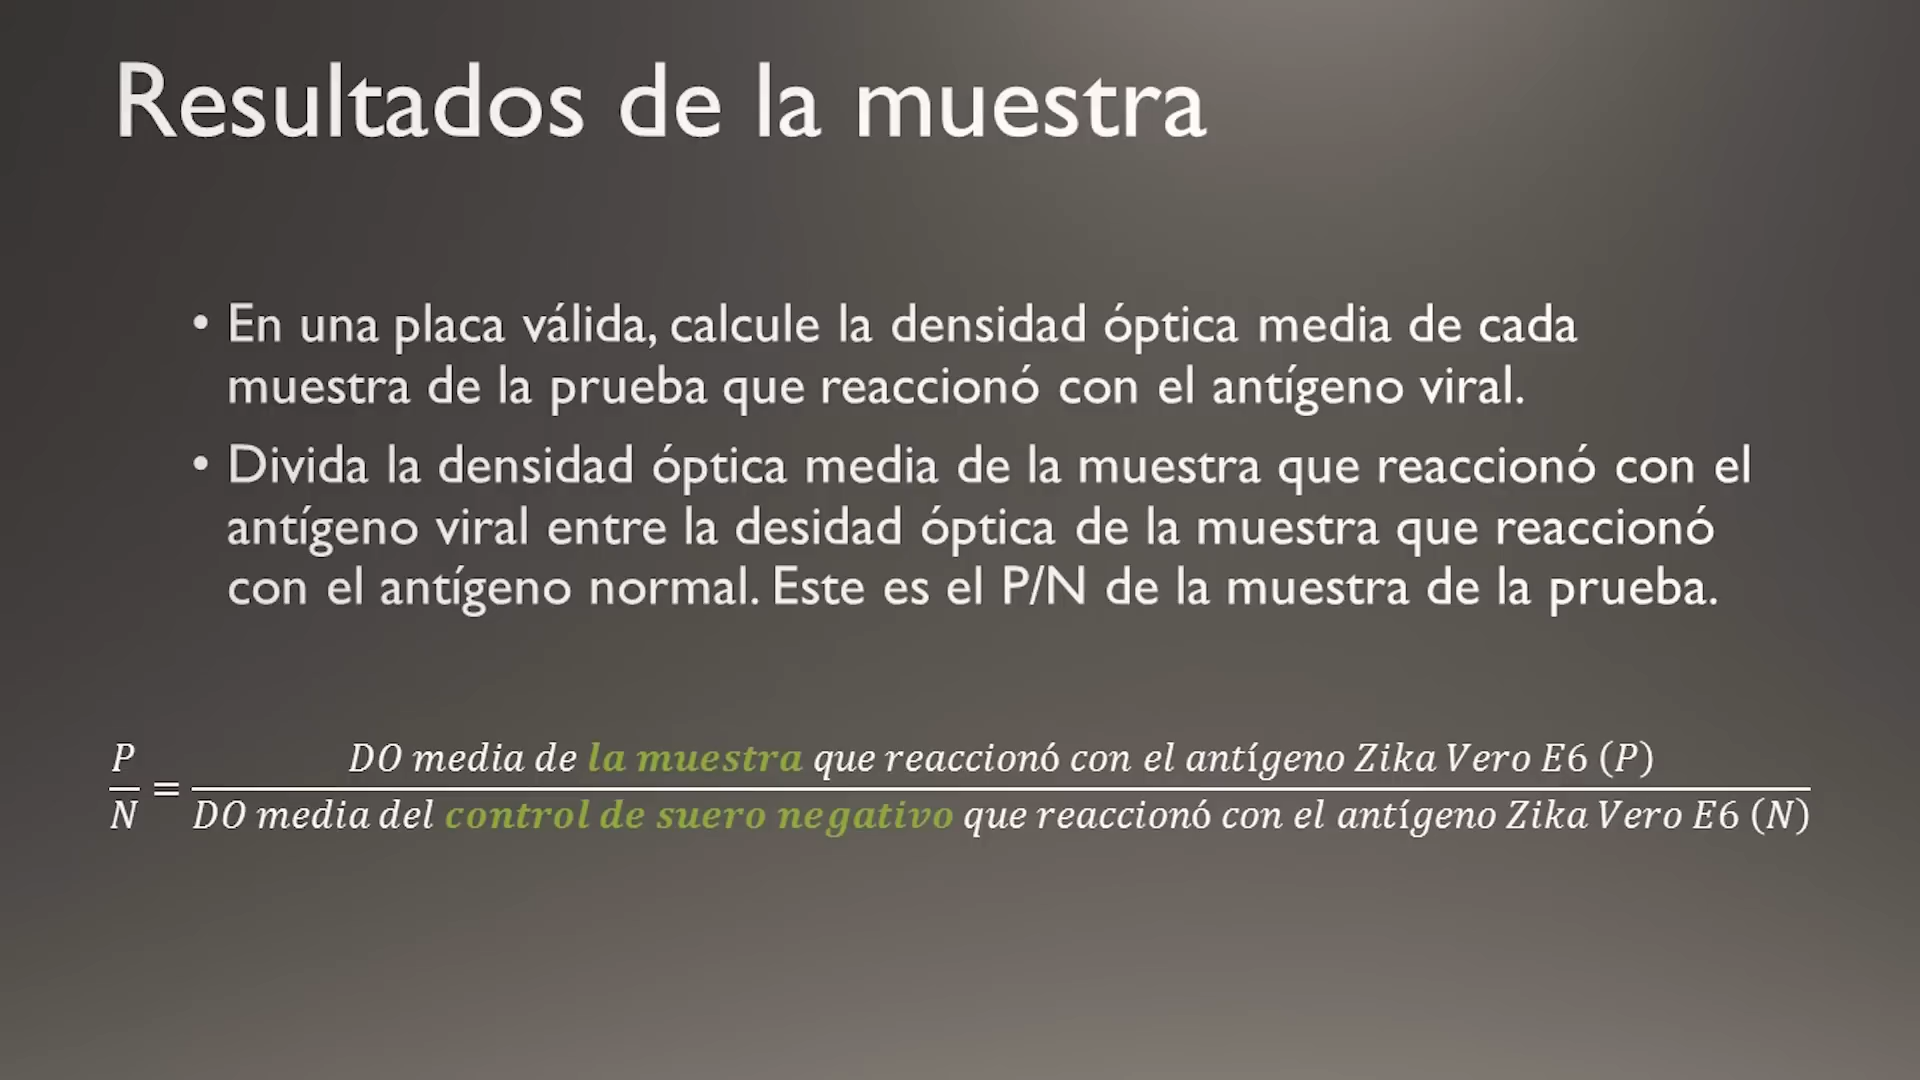 Resultados de la muestra
• En una placa válida, calcule la densidad óptica media de cada
muestra de la prueba que reaccionó con el antígeno viral.
• Divida la densidad óptica media de la muestra que reaccionó con el
antígeno viral entre la desidad óptica de la muestra que reaccionó
con el antígeno normal. Este es el P/N de la muestra de la prueba.
P/N = DO media de la muestra que reaccionó con el antígeno Zika Vero E6 (P)
DO media del control de suero negativo que reaccionó con el antígeno Zika Vero E6 (N)